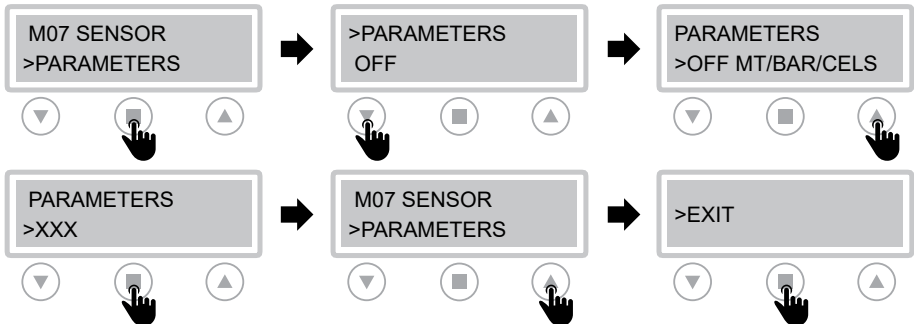 M07 SENSOR
>PARAMETERS
>PARAMETERS
OFF
PARAMETERS
>OFF MT/BAR/CELS
PARAMETERS
>XXX
M07 SENSOR
>PARAMETERS
>EXIT